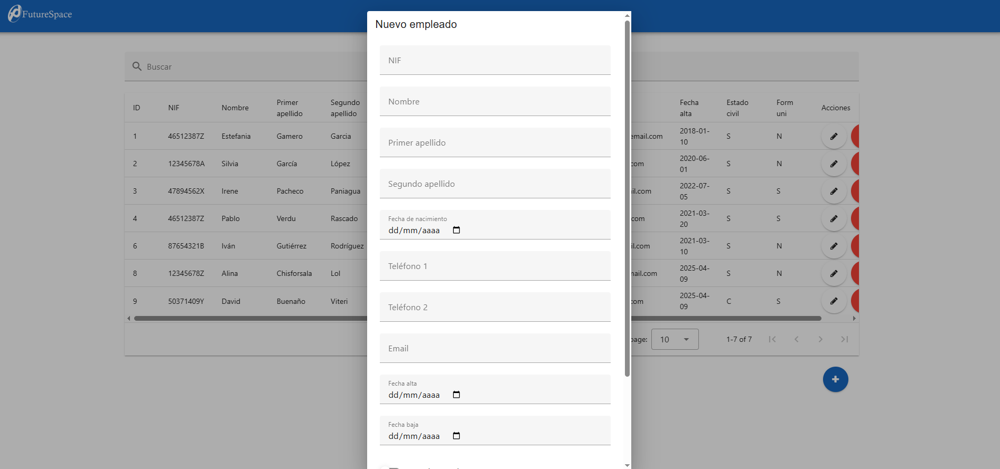 FutureSpace
Nuevo empleado
NIF
Buscar
Nombre
ID NIF Nombre Primer apellido Segundo apellido Fecha alta Estado civil Form uni Acciones
1 46512387Z Estefania Gamero Garcia email.com 2018-01-10 S N
Primer apellido
2 12345678A Silvia García López com 2020-06-01 S N
Segundo apellido
3 47894562X Irene Pacheco Paniagua il.com 2022-07-05 S S
4 46512387Z Pablo Verdu Rascado com 2021-03-20 S S
Fecha de nacimiento
dd/mm/aaaa
6 87654321B Iván Gutiérrez Rodríguez il.com 2021-03-10 S N
Teléfono 1
8 12345678Z Alina Chisforsala Lol ail.com 2025-04-09 S N
9 50371409Y David Buenaño Viteri com 2025-04-09 C S
Teléfono 2
page: 10 1-7 of 7
Email
Fecha alta
dd/mm/aaaa
Fecha baja
dd/mm/aaaa